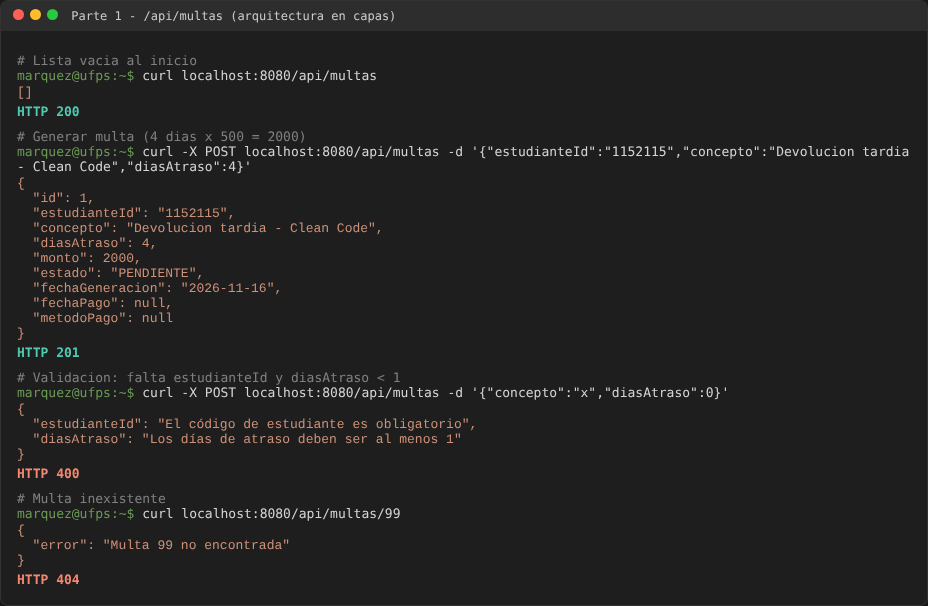 Parte 1 - /api/multas (arquitectura en capas)
# Lista vacia al inicio
marquez@ufps:~$ curl localhost:8080/api/multas
[]
HTTP 200
# Generar multa (4 dias x 500 = 2000)
marquez@ufps:~$ curl -X POST localhost:8080/api/multas -d '{"estudianteId":"1152115","concepto":"Devolucion tardia
- Clean Code","diasAtraso":4}'
{
  "id": 1,
  "estudianteId": "1152115",
  "concepto": "Devolucion tardia - Clean Code",
  "diasAtraso": 4,
  "monto": 2000,
  "estado": "PENDIENTE",
  "fechaGeneracion": "2026-11-16",
  "fechaPago": null,
  "metodoPago": null
}
HTTP 201
# Validacion: falta estudianteId y diasAtraso < 1
marquez@ufps:~$ curl -X POST localhost:8080/api/multas -d '{"concepto":"x","diasAtraso":0}'
{
  "estudianteId": "El código de estudiante es obligatorio",
  "diasAtraso": "Los días de atraso deben ser al menos 1"
}
HTTP 400
# Multa inexistente
marquez@ufps:~$ curl localhost:8080/api/multas/99
{
  "error": "Multa 99 no encontrada"
}
HTTP 404